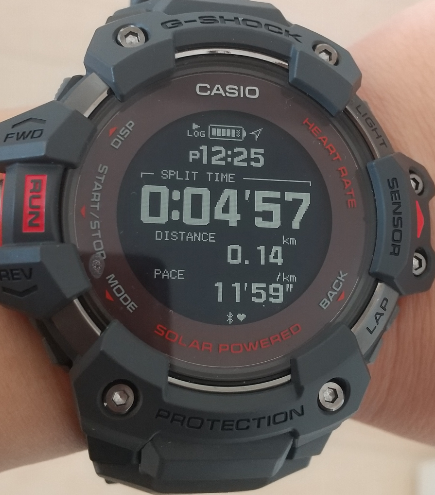 G-SHOCK
CASIO
FWD
DISP
LIGHT
LOG
P12:25
HEART RATE
SPLIT TIME
0:04'57
RUN
START/STOP
SENSOR
DISTANCE
km
0.14
PACE
/km
11'59"
REV
MODE
BACK
LAP
SOLAR POWERED
PROTECTION